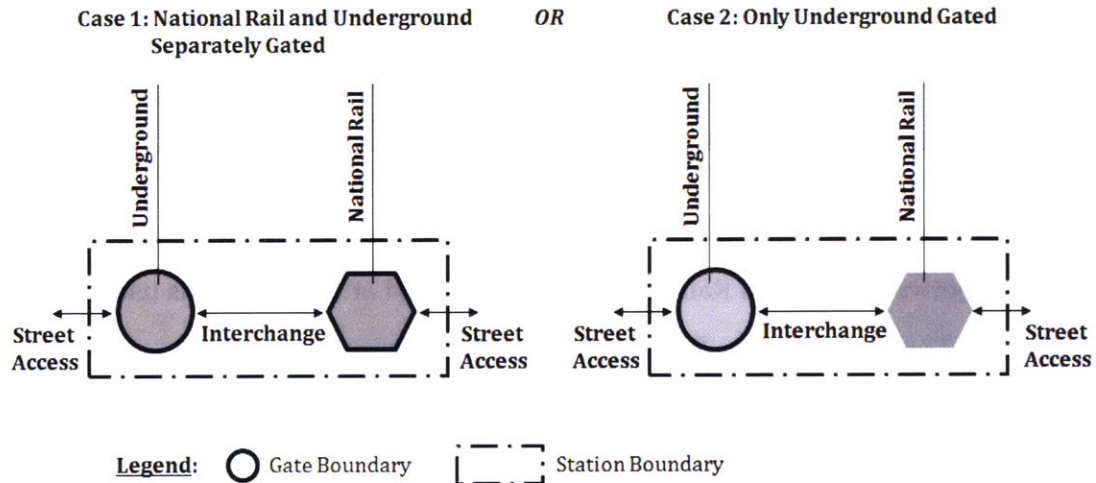 Case 1: National Rail and Underground
Separately Gated
OR
Case 2: Only Underground Gated
Underground
National Rail
Underground
National Rail
Street
Access
Interchange
Street
Access
Street
Access
Interchange
Street
Access
Legend:
Gate Boundary
Station Boundary